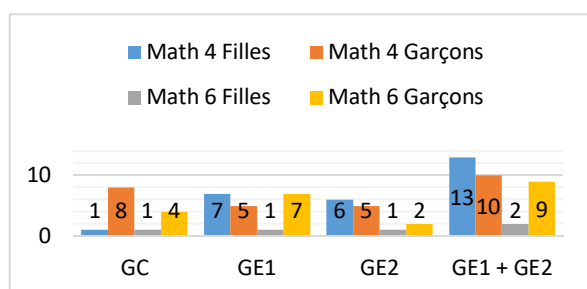 Math 4 Filles Math 4 Garçons
Math 6 Filles Math 6 Garçons
10
0
1 8 1 4 7 5 1 7 6 5 1 2 13 10 2 9
GC GE1 GE2 GE1 + GE2